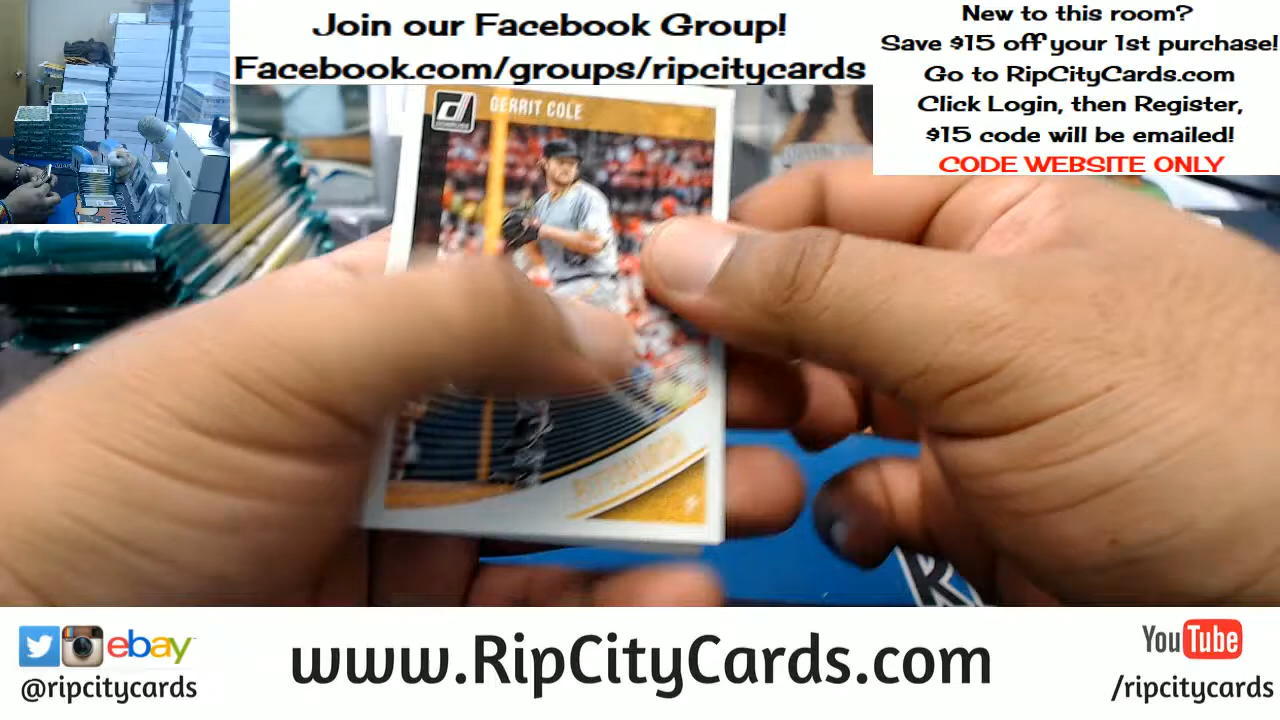 Join our Facebook Group!
Facebook.com/groups/ripcitycards
New to this room?
Save $15 off your 1st purchase!
Go to RipCityCards.com
Click Login, then Register,
$15 code will be emailed!
CODE WEBSITE ONLY
GERRIT COLE
ebay
@ripcitycards
www.RipCityCards.com
YouTube
/ripcitycards